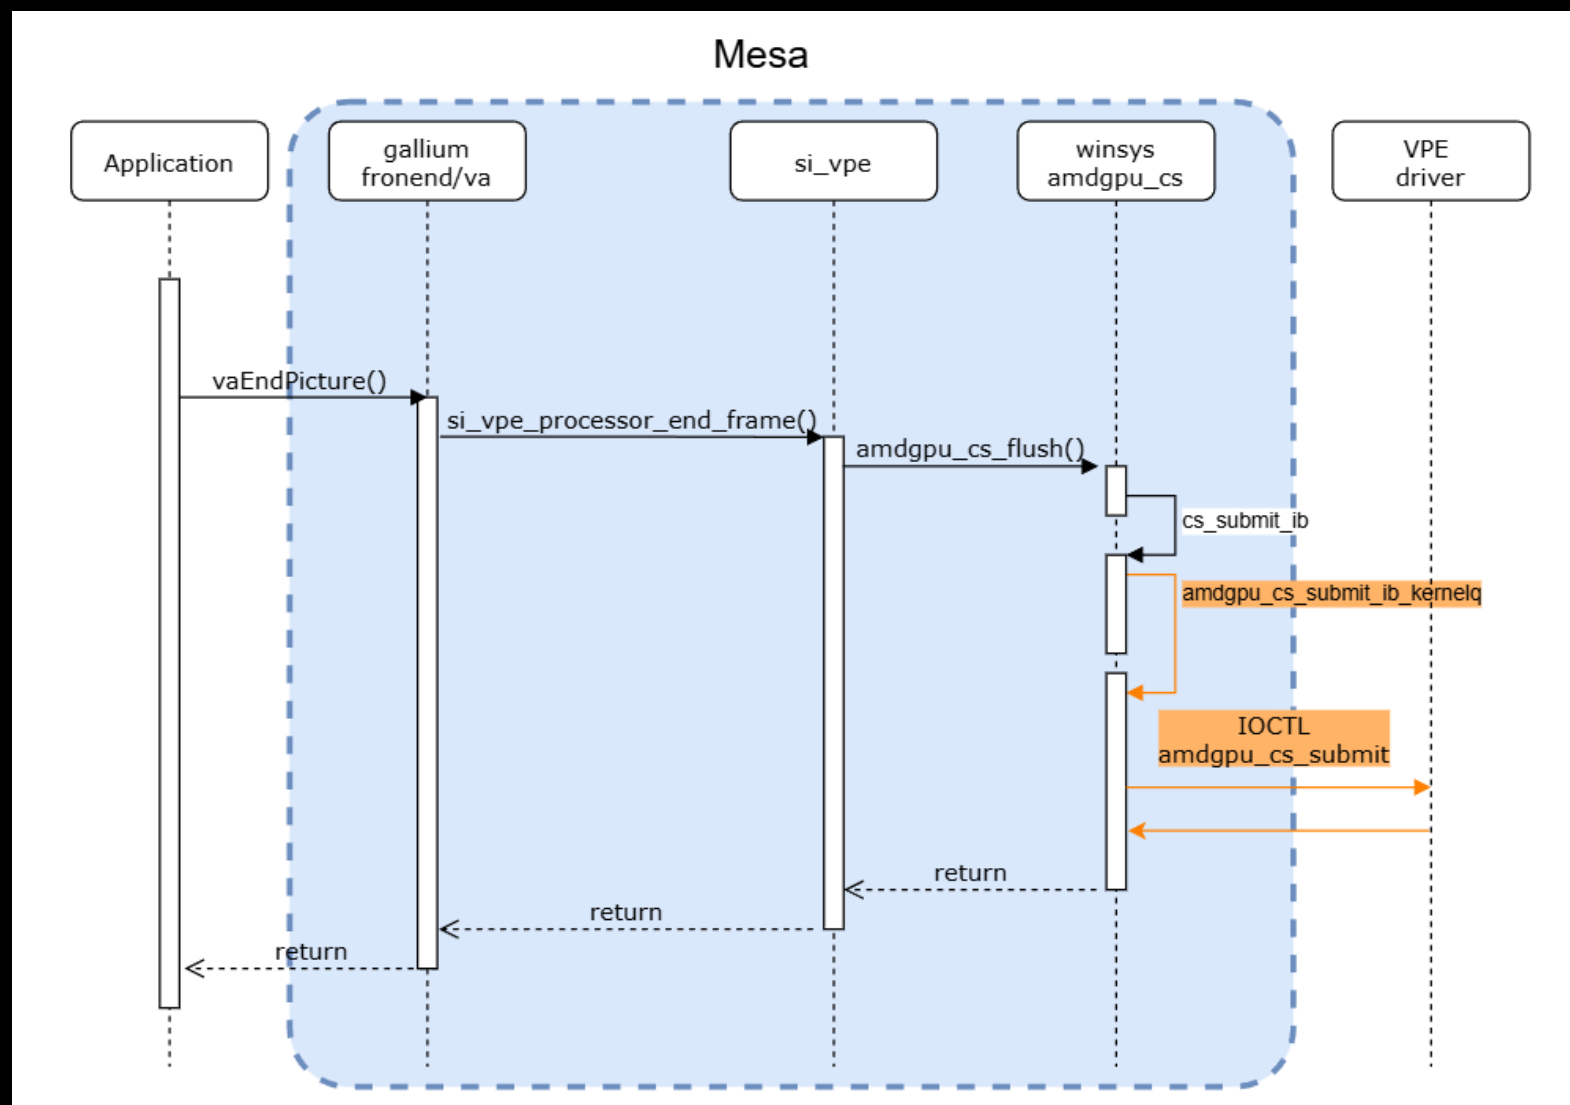 Mesa
Application
gallium
fronend/va
si_vpe
winsys
amdgpu_cs
VPE
driver
vaEndPicture()
si_vpe_processor_end_frame()
amdgpu_cs_flush()
cs_submit_ib
amdgpu_cs_submit_ib_kernelq
IOCTL
amdgpu_cs_submit
return
return
return